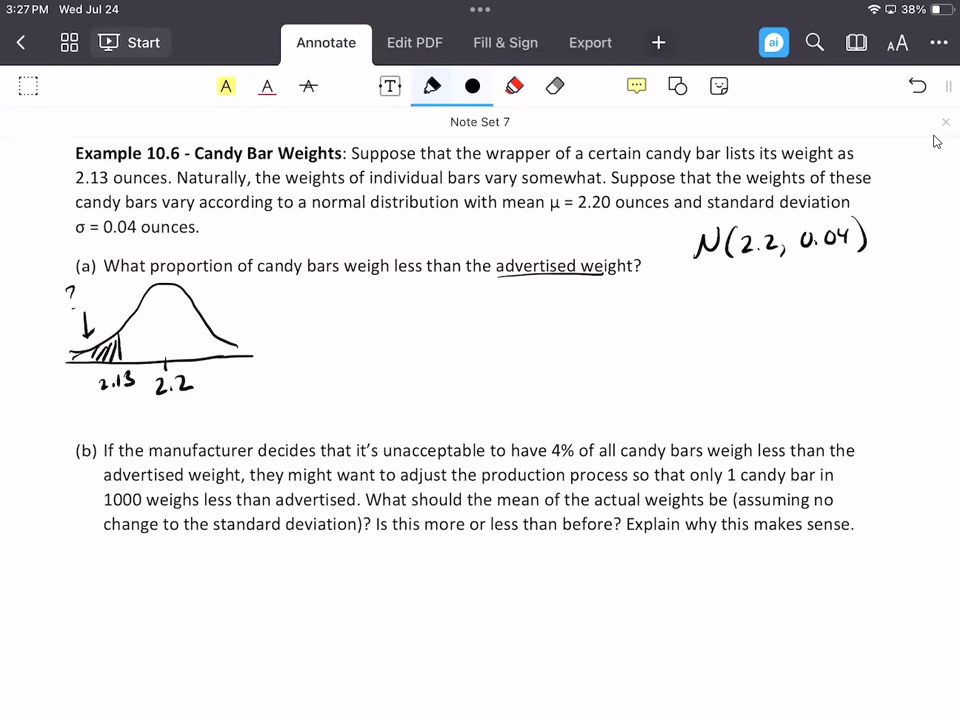 3:27 PM Wed Jul 24
38%
Start
Annotate
Edit PDF
Fill & Sign
Export
ai
AA
A
A
A
T
Note Set 7
Example 10.6 - Candy Bar Weights: Suppose that the wrapper of a certain candy bar lists its weight as
2.13 ounces. Naturally, the weights of individual bars vary somewhat. Suppose that the weights of these
candy bars vary according to a normal distribution with mean μ = 2.20 ounces and standard deviation
σ = 0.04 ounces.
N(2.2, 0.04)
(a) What proportion of candy bars weigh less than the advertised weight?
?
2.13
2.2
(b) If the manufacturer decides that it’s unacceptable to have 4% of all candy bars weigh less than the
advertised weight, they might want to adjust the production process so that only 1 candy bar in
1000 weighs less than advertised. What should the mean of the actual weights be (assuming no
change to the standard deviation)? Is this more or less than before? Explain why this makes sense.